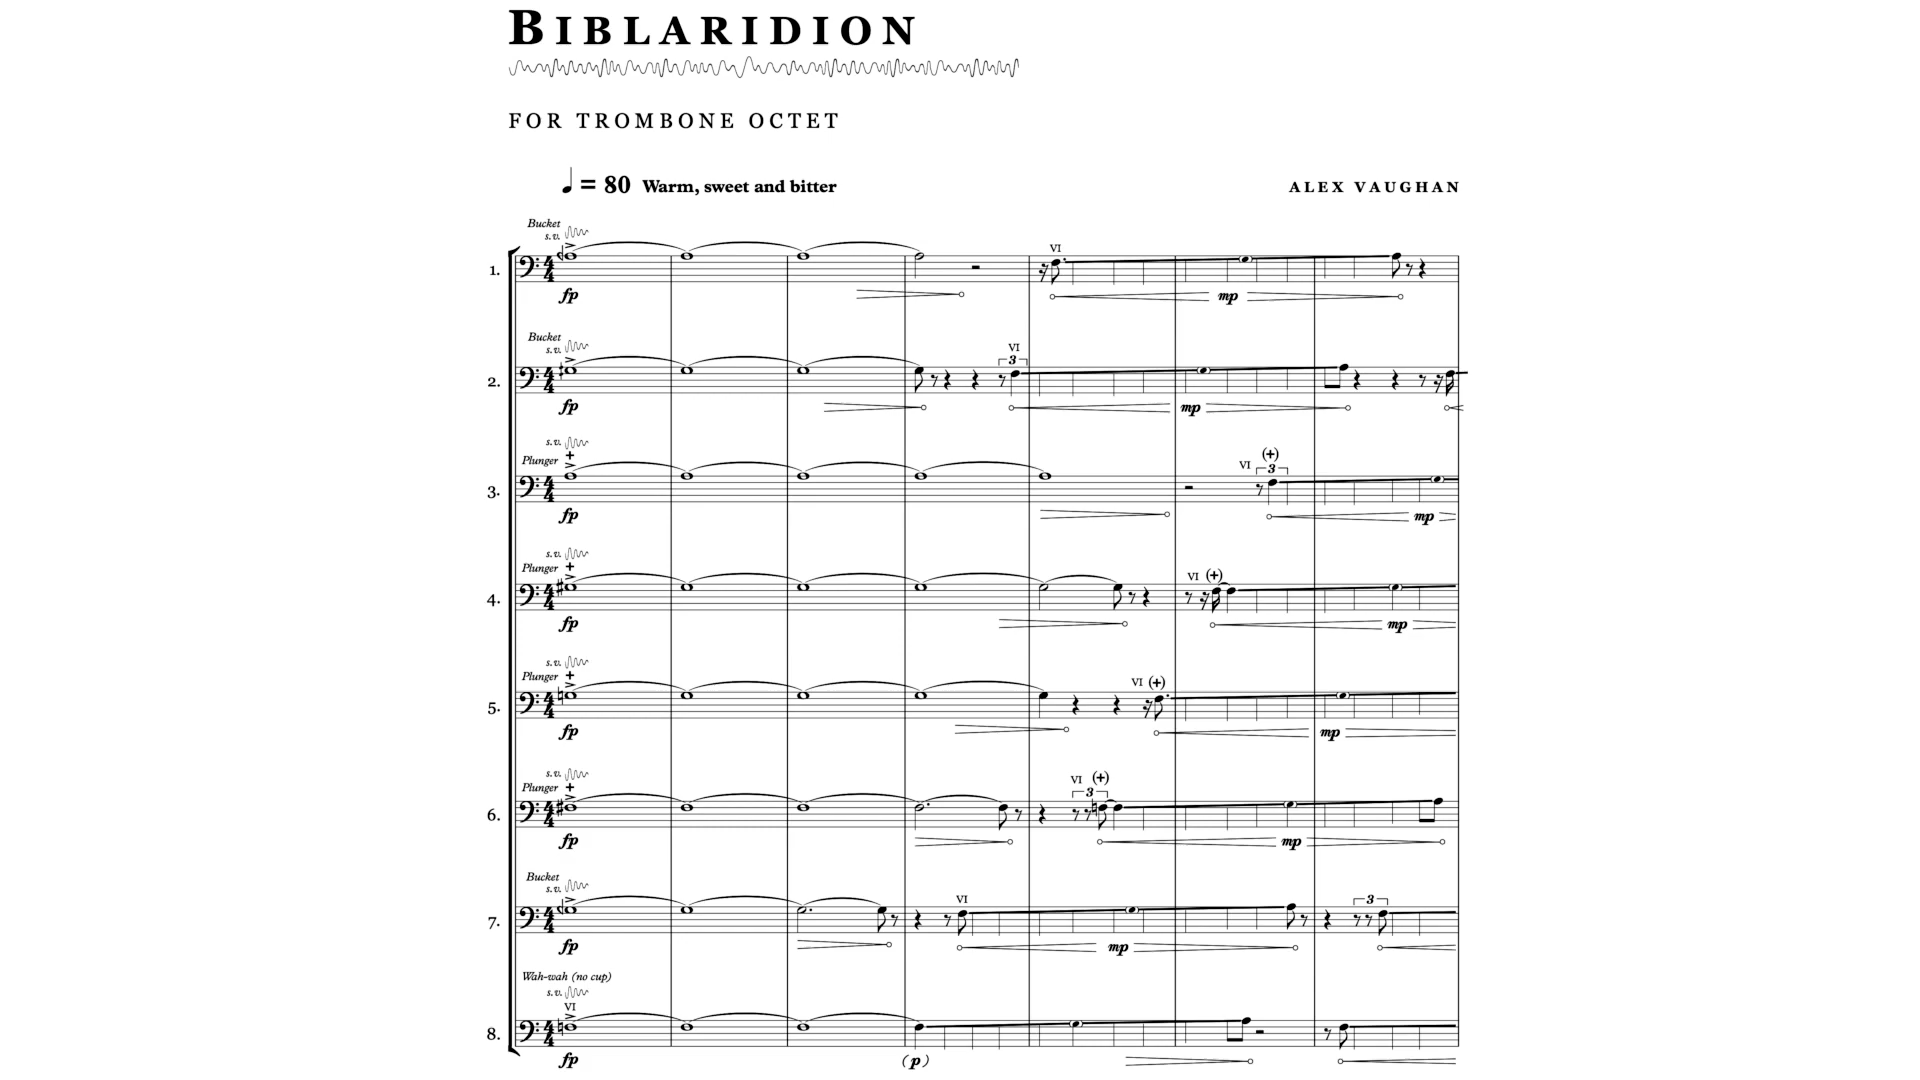 BIBLARIDION
FOR TROMBONE OCTET
♩ = 80 Warm, sweet and bitter
ALEX VAUGHAN
Bucket
s.v.
1.
fp
VI
mp
Bucket
s.v.
2.
fp
3
VI
mp
s.v.
Plunger +
3.
fp
VI
3
(+)
mp
s.v.
Plunger +
4.
fp
VI (+)
mp
s.v.
Plunger +
5.
fp
VI (+)
mp
s.v.
Plunger +
6.
fp
VI (+)
3
mp
Bucket
s.v.
7.
fp
VI
mp
3
Wah-wah (no cup)
s.v.
VI
8.
fp
(p)